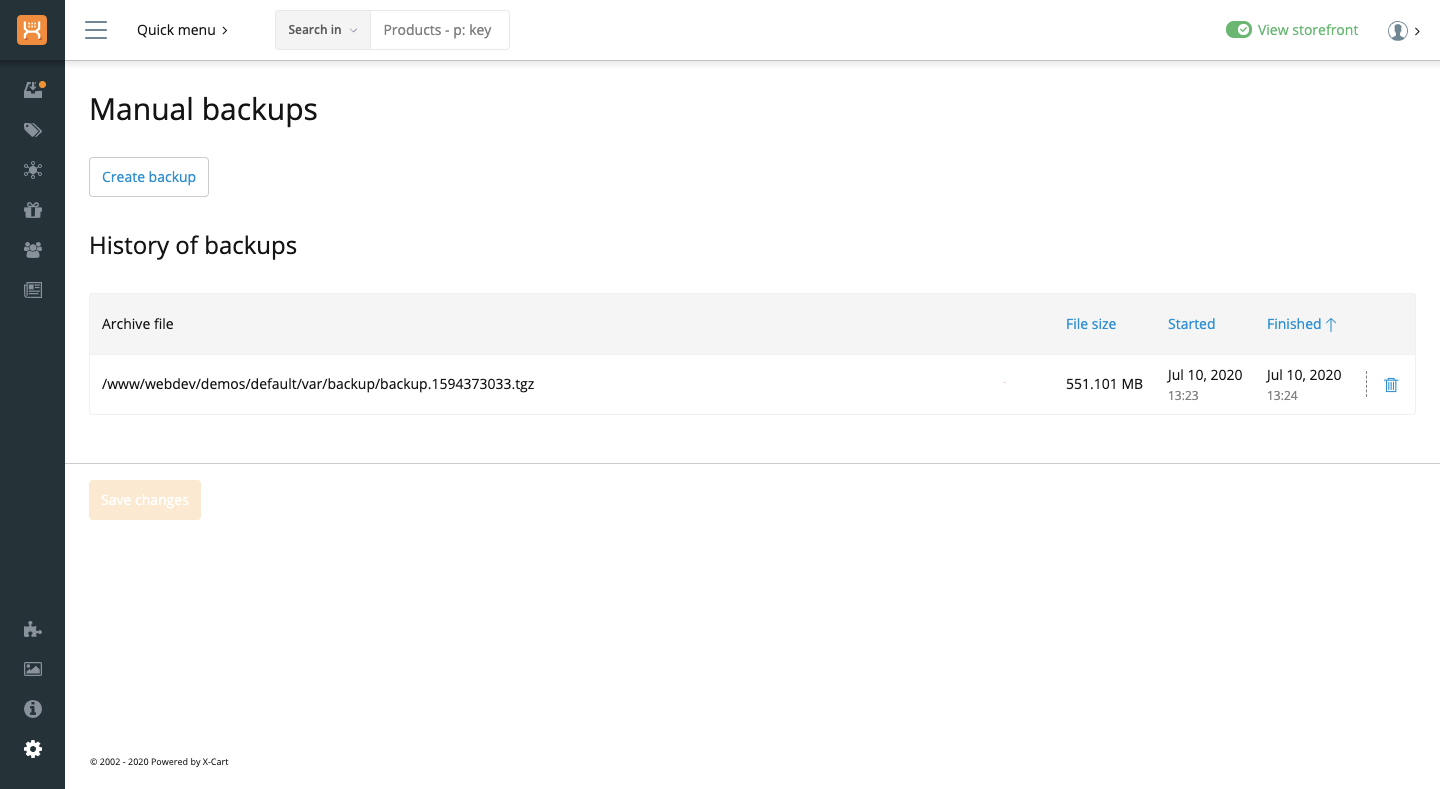 Quick menu
Search in
Products - p: key
View storefront
Manual backups
Create backup
History of backups
Archive file
File size
Started
Finished
/www/webdev/demos/default/var/backup/backup.1594373033.tgz
551.101 MB
Jul 10, 2020
13:23
Jul 10, 2020
13:24
Save changes
© 2002 - 2020 Powered by X-Cart